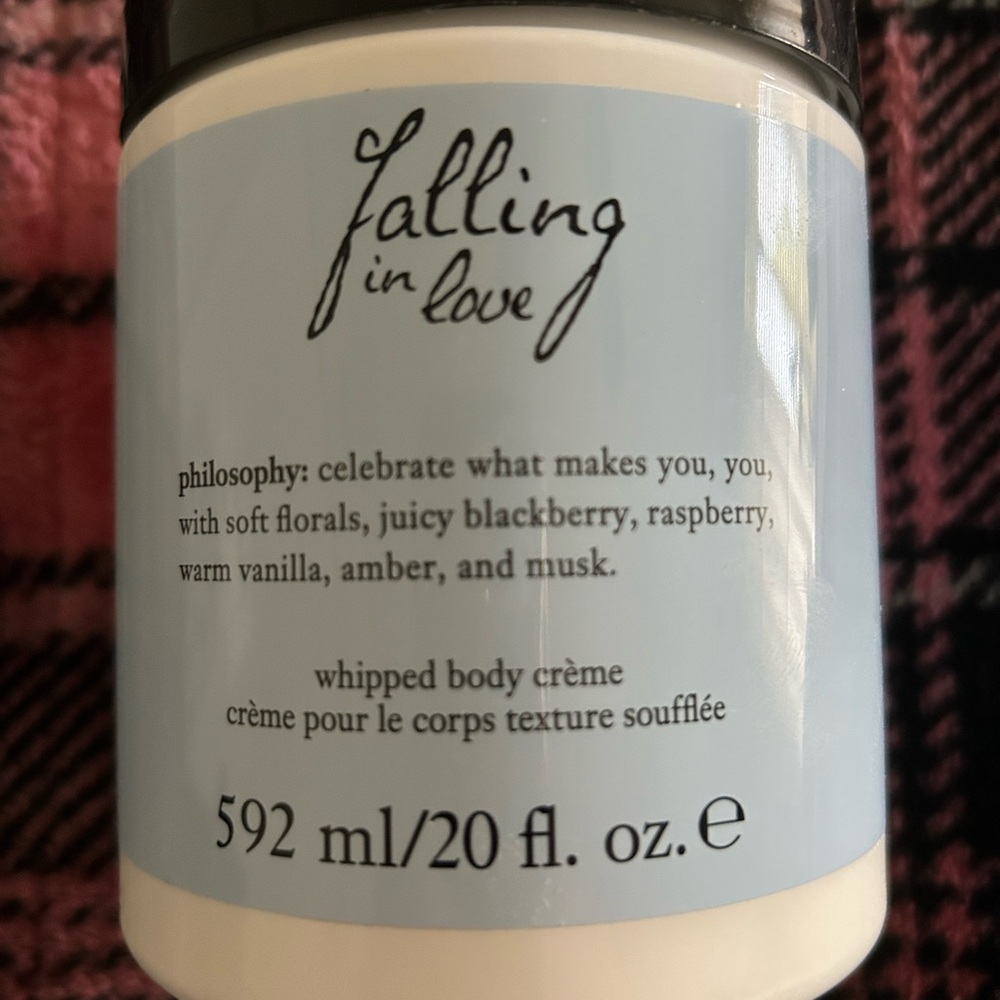 falling
in love
philosophy: celebrate what makes you, you,
with soft florals, juicy blackberry, raspberry,
warm vanilla, amber, and musk.
whipped body crème
crème pour le corps texture soufflée
592 ml/20 fl. oz. ℮